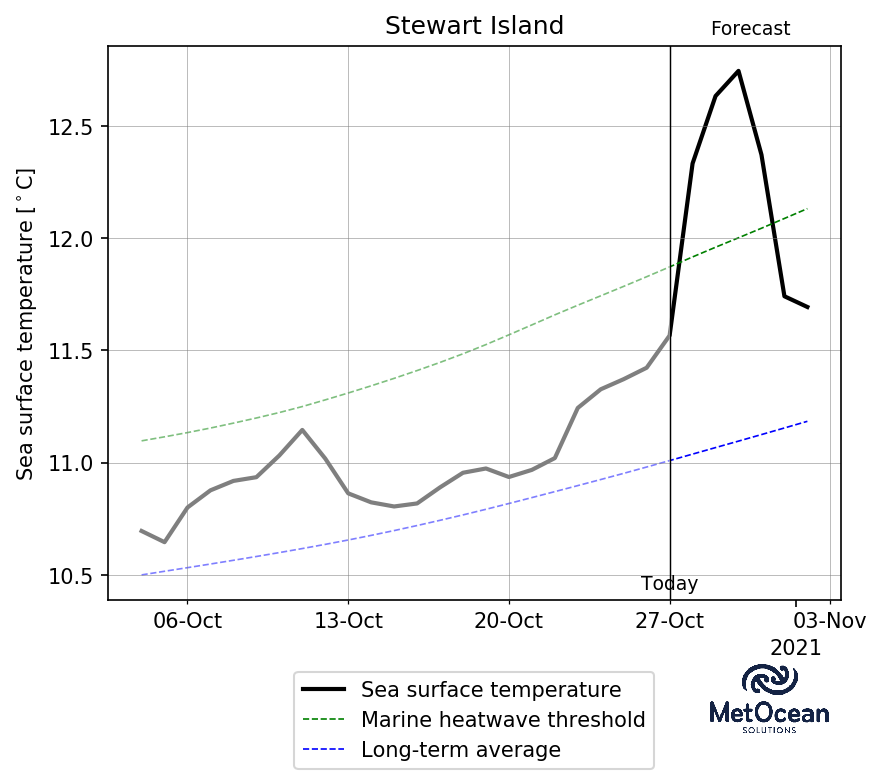 Stewart Island
Forecast
Sea surface temperature [°C]
12.5
12.0
11.5
11.0
10.5
Today
06-Oct
13-Oct
20-Oct
27-Oct
03-Nov
2021
Sea surface temperature
Marine heatwave threshold
Long-term average
MetOcean
SOLUTIONS